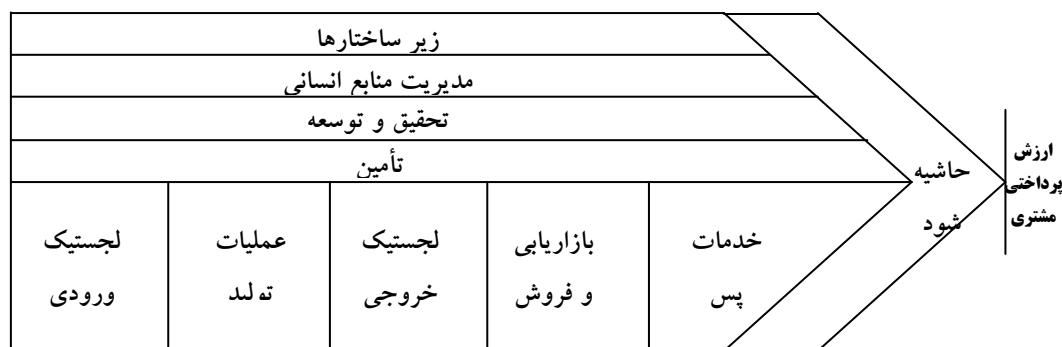 زیر ساختارها
مدیریت منابع انسانی
تحقیق و توسعه
تأمین
خدمات
پس
بازاریابی
و فروش
لجستیک
خروجی
عملیات
تولید
لجستیک
ورودی
حاشیه
شود
ارزش
پرداختی
مشتری